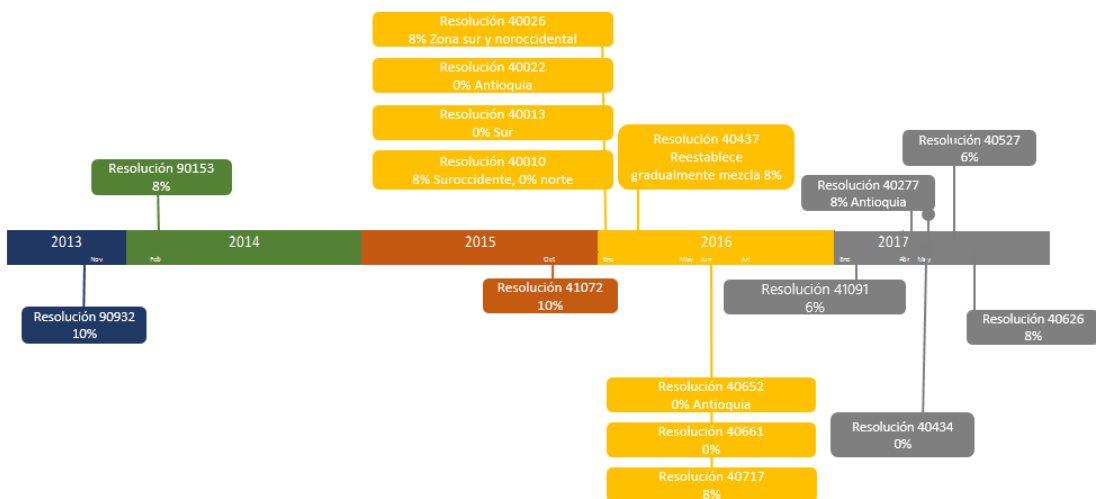 Resolución 40026
8% Zona sur y noroccidental
Resolución 40022
0% Antioquia
Resolución 40013
0% Sur
Resolución 40010
8% Suroccidente, 0% norte
Resolución 40437
Reestablece
gradualmente mezcla 8%
Resolución 40527
6%
Resolución 90153
8%
Resolución 40277
8% Antioquia
2013
2014
2015
2016
2017
Nov
Feb
Oct
Ene
May
Jun
Jul
Ene
Abr
May
Resolución 90932
10%
Resolución 41072
10%
Resolución 41091
6%
Resolución 40626
8%
Resolución 40652
0% Antioquia
Resolución 40661
0%
Resolución 40717
8%
Resolución 40434
0%